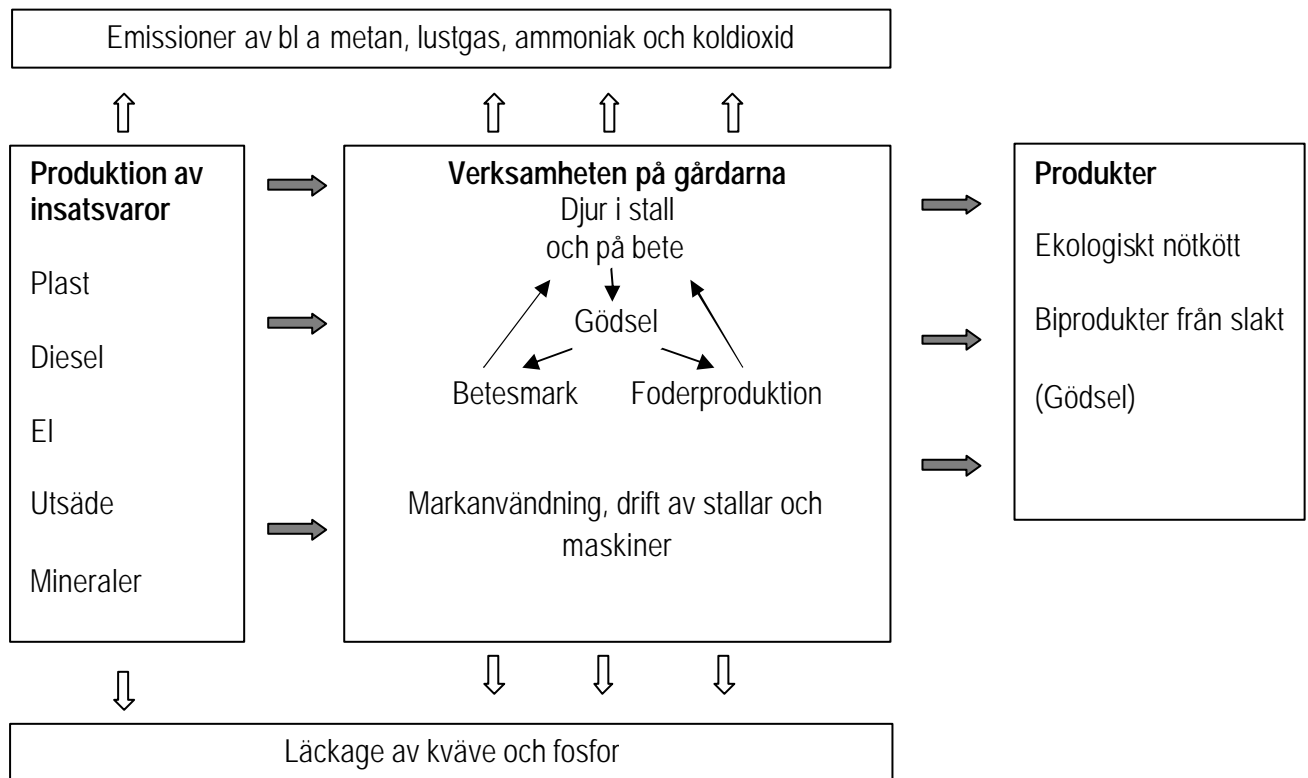 Emissioner av bl a metan, lustgas, ammoniak och koldioxid
Produktion av
insatsvaror
Plast
Diesel
El
Utsäde
Mineraler
Verksamheten på gårdarna
Djur i stall
och på bete
Gödsel
Betesmark
Foderproduktion
Markanvändning, drift av stallar och
maskiner
Produkter
Ekologiskt nötkött
Biprodukter från slakt
(Gödsel)
Läckage av kväve och fosfor